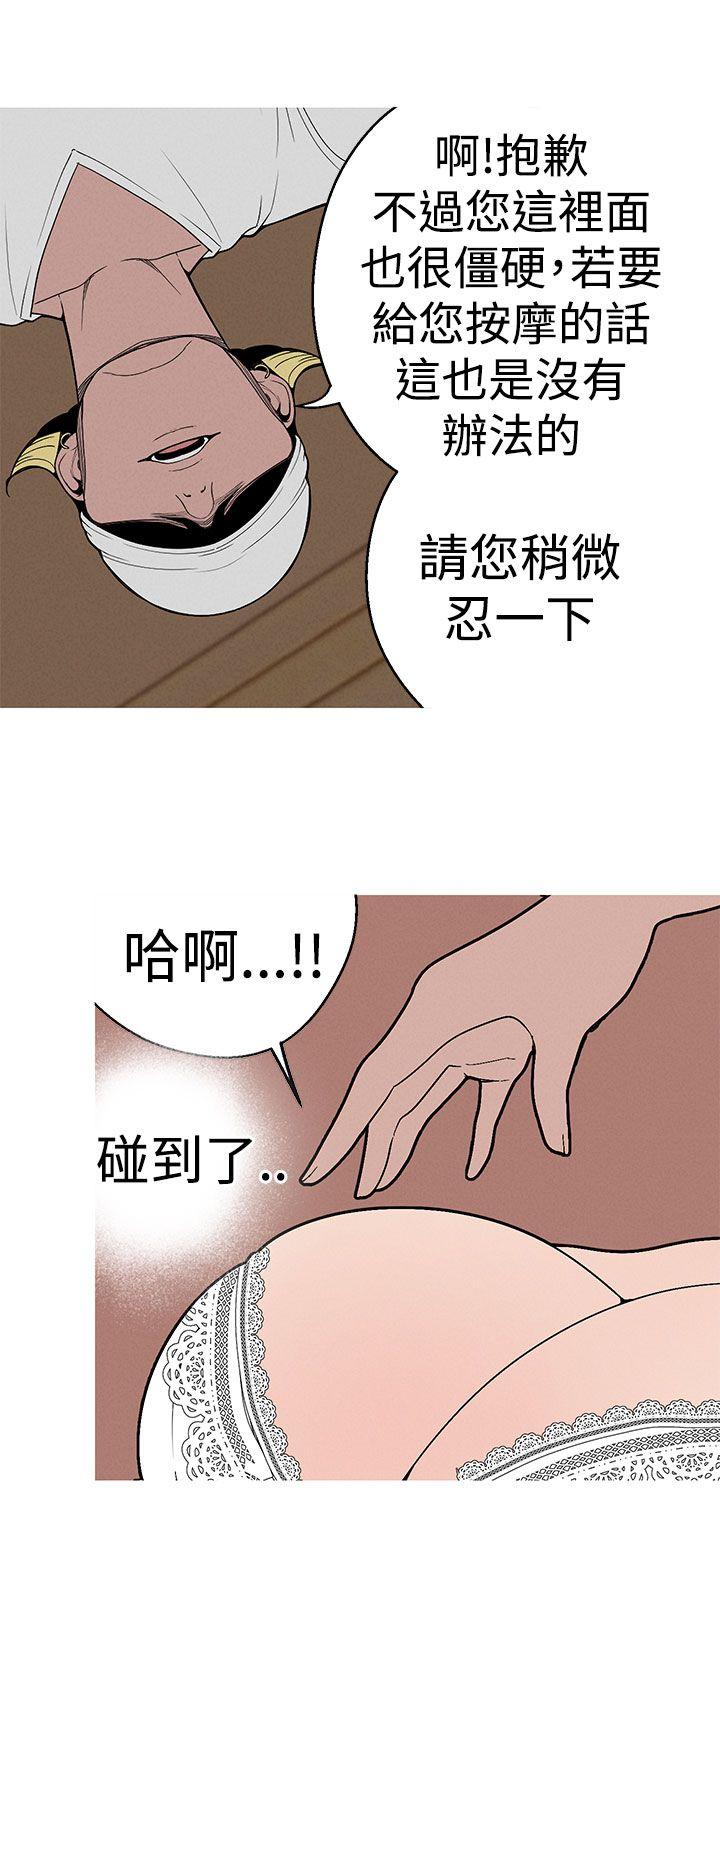 啊!抱歉
不過您這裡面
也很僵硬,若要
給您按摩的話
這也是沒有
辦法的
請您稍微
忍一下
哈啊...!!
碰到了..